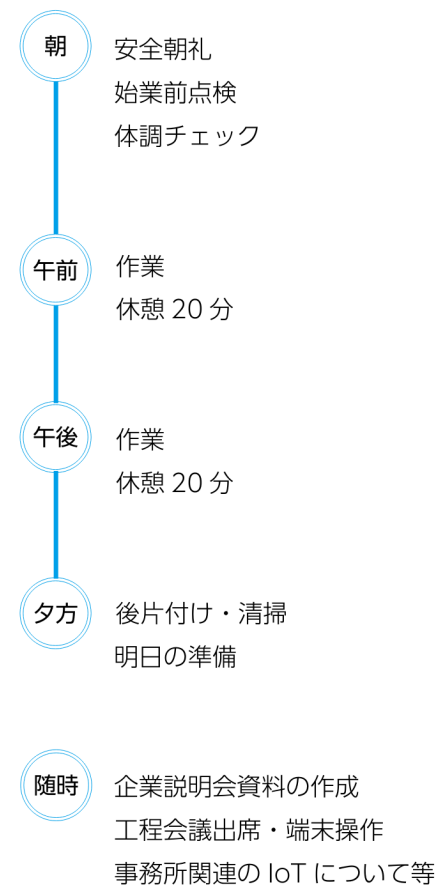 朝
安全朝礼
始業前点検
体調チェック
午前
作業
休憩 20 分
午後
作業
休憩 20 分
夕方
後片付け・清掃
明日の準備
随時
企業説明会資料の作成
工程会議出席・端末操作
事務所関連の IoT について等